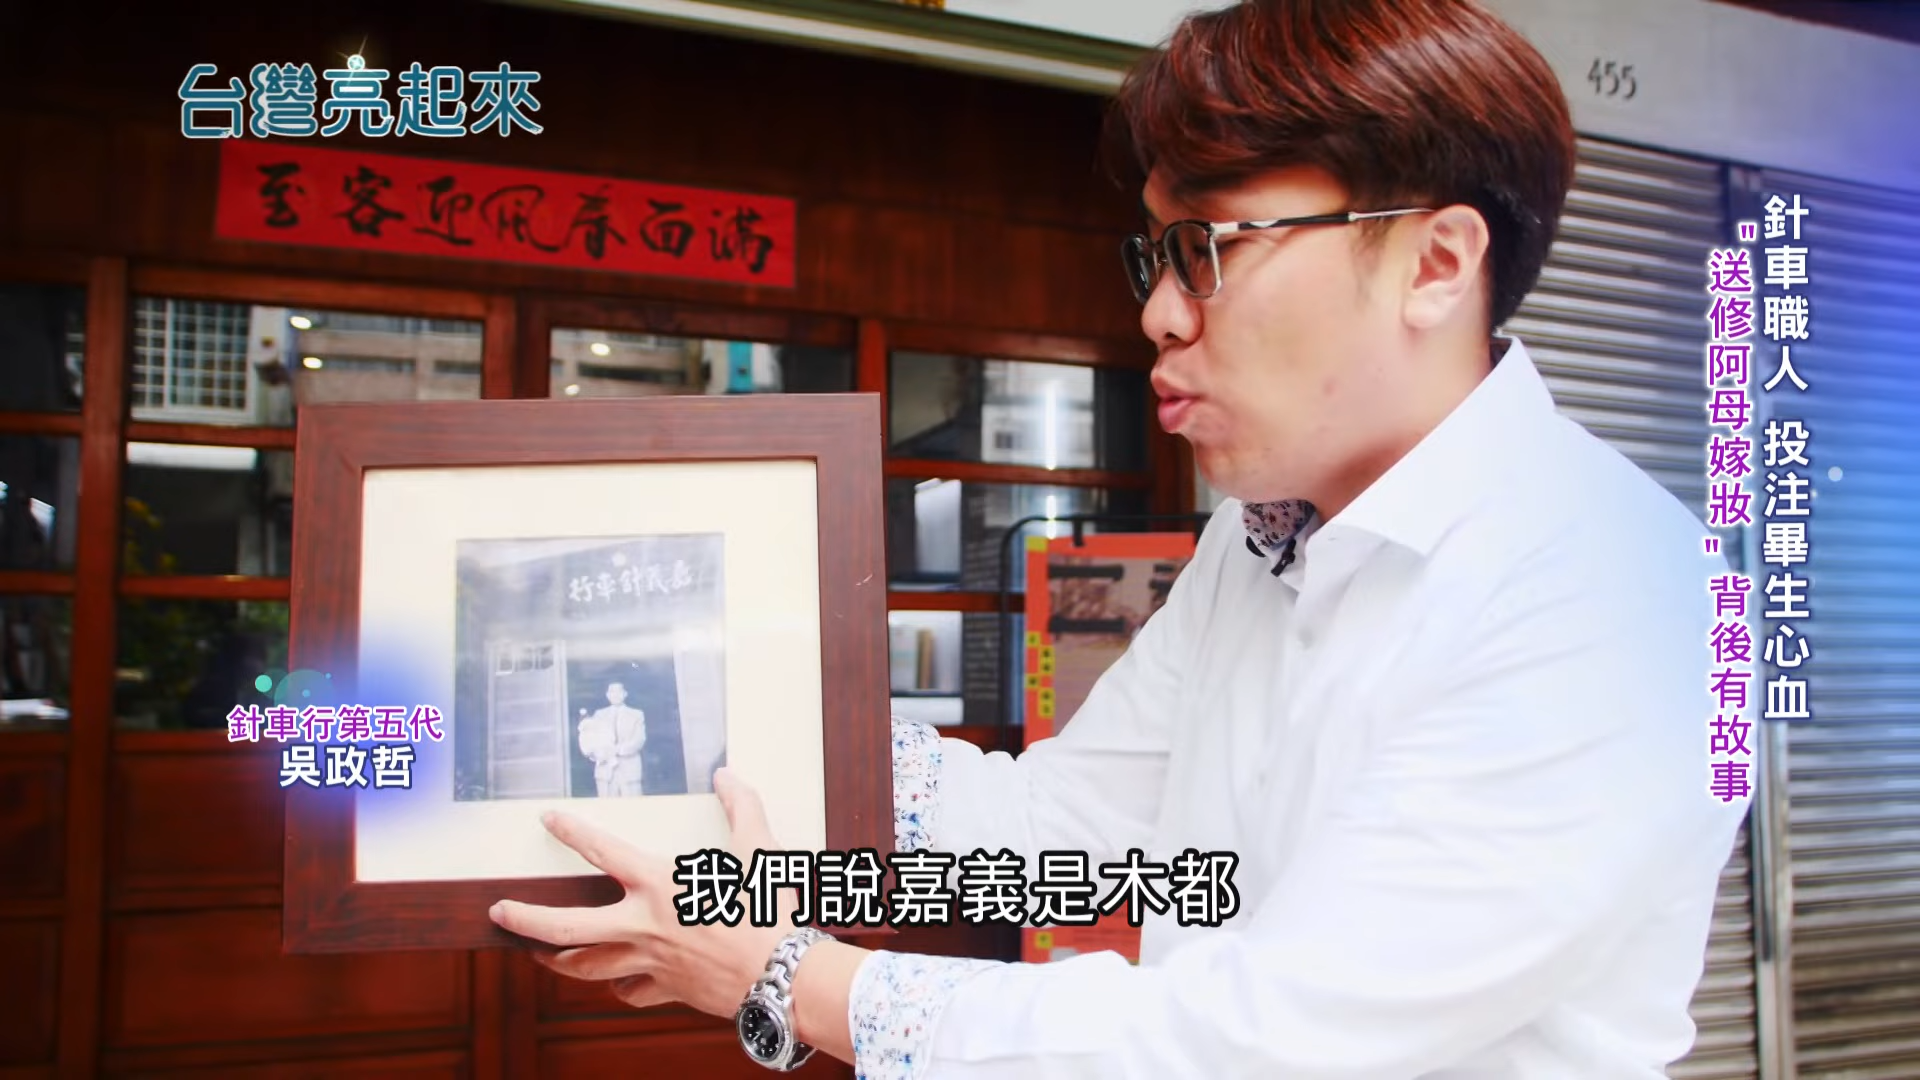 台灣亮起來
455
至客迎風春面滿
針車職人 投注畢生心血
"送修阿母嫁妝"背後有故事
行車針義嘉
針車行第五代
吳政哲
我們說嘉義是木都